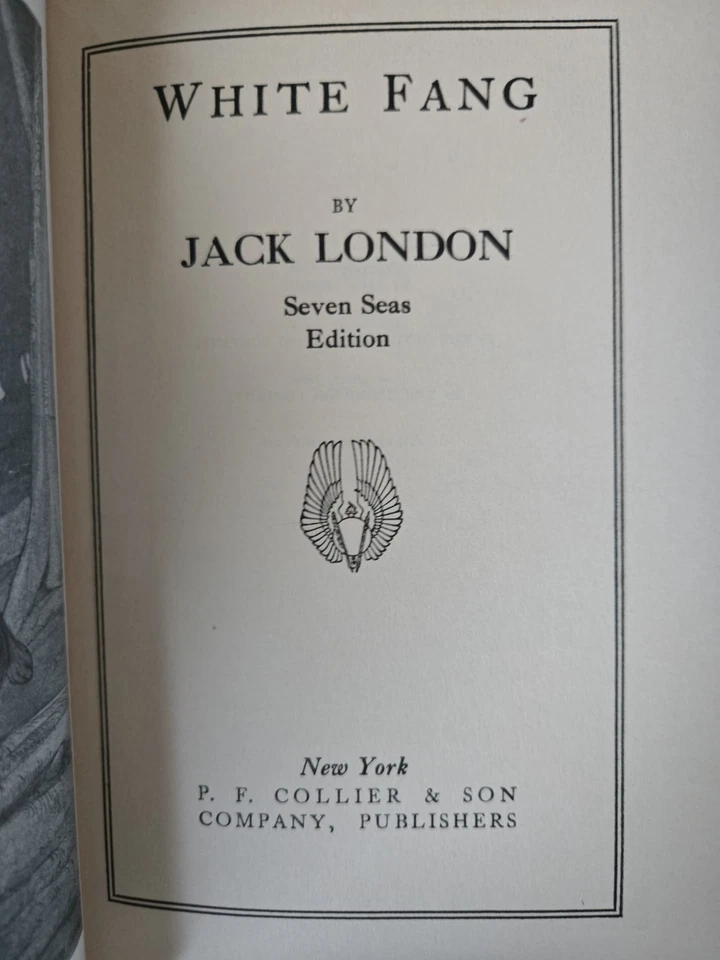 WHITE FANG
BY
JACK LONDON
Seven Seas
Edition
New York
P. F. COLLIER & SON
COMPANY, PUBLISHERS